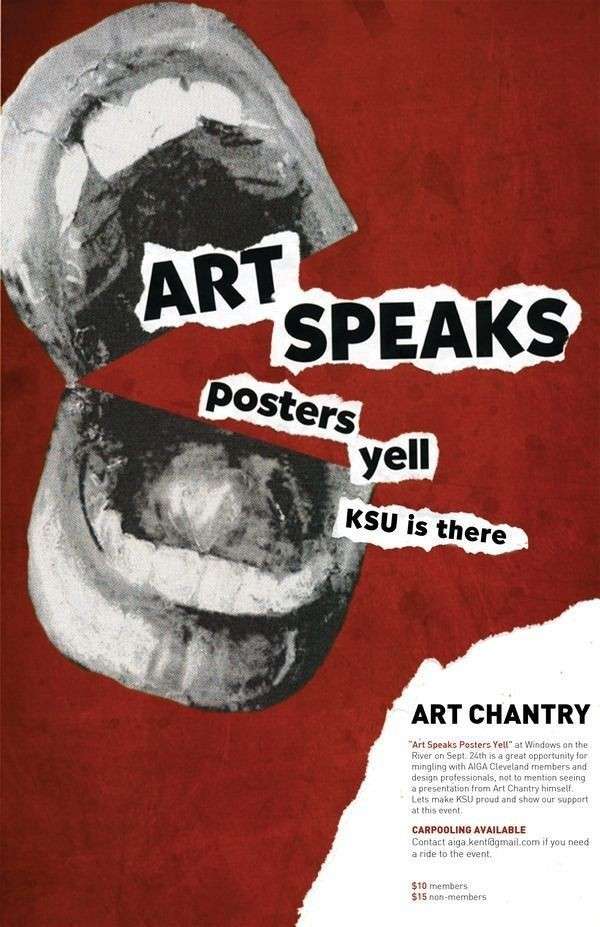 ART
SPEAKS
posters
yell
KSU is there
ART CHANTRY
"Art Speaks Posters Yell" at Windows on the
River on Sept. 24th is a great opportunity for
mingling with AIGA Cleveland members and
design professionals, not to mention seeing
a presentation from Art Chantry himself.
Lets make KSU proud and show our support
at this event.
CARPOOLING AVAILABLE
Contact aiga.kent@gmail.com if you need
a ride to the event.
$10 members
$15 non-members